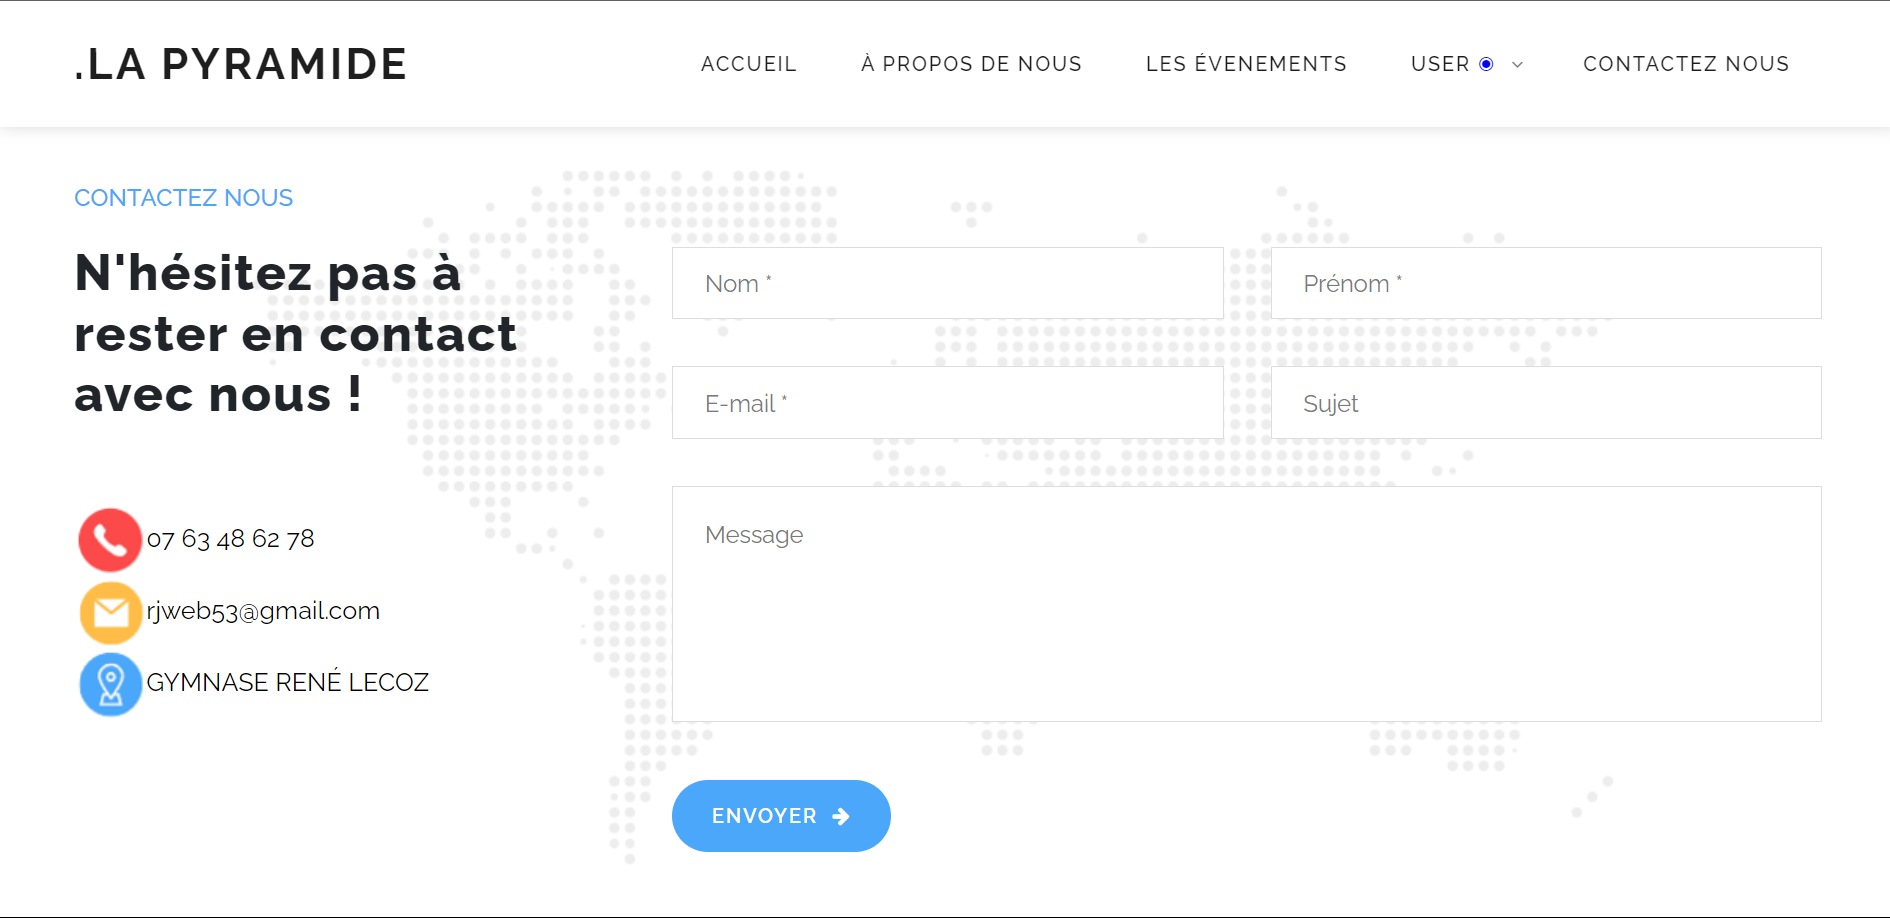 .LA PYRAMIDE
ACCUEIL
À PROPOS DE NOUS
LES ÉVENEMENTS
USER
CONTACTEZ NOUS
CONTACTEZ NOUS
N'hésitez pas à
rester en contact
avec nous !
07 63 48 62 78
rjweb53@gmail.com
GYMNASE RENÉ LECOZ
Nom *
Prénom *
E-mail *
Sujet
Message
ENVOYER